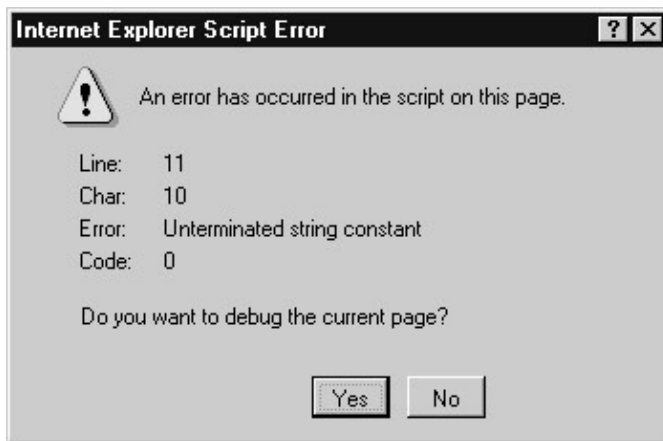 Internet Explorer Script Error
An error has occurred in the script on this page.
Line: 11
Char: 10
Error: Unterminated string constant
Code: 0
Do you want to debug the current page?
Yes No